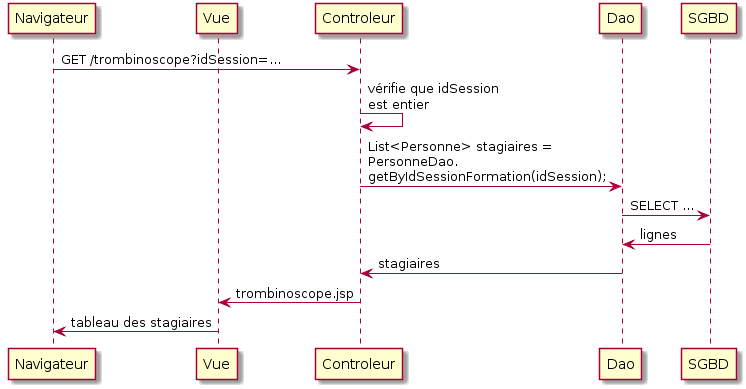 Navigateur Vue Controleur Dao SGBD
GET /trombinoscope?idSession=...
vérifie que idSession
est entier
List<Personne> stagiaires =
PersonneDao.
getByIdSessionFormation(idSession);
SELECT ...
lignes
stagiaires
trombinoscope.jsp
tableau des stagiaires
Navigateur Vue Controleur Dao SGBD